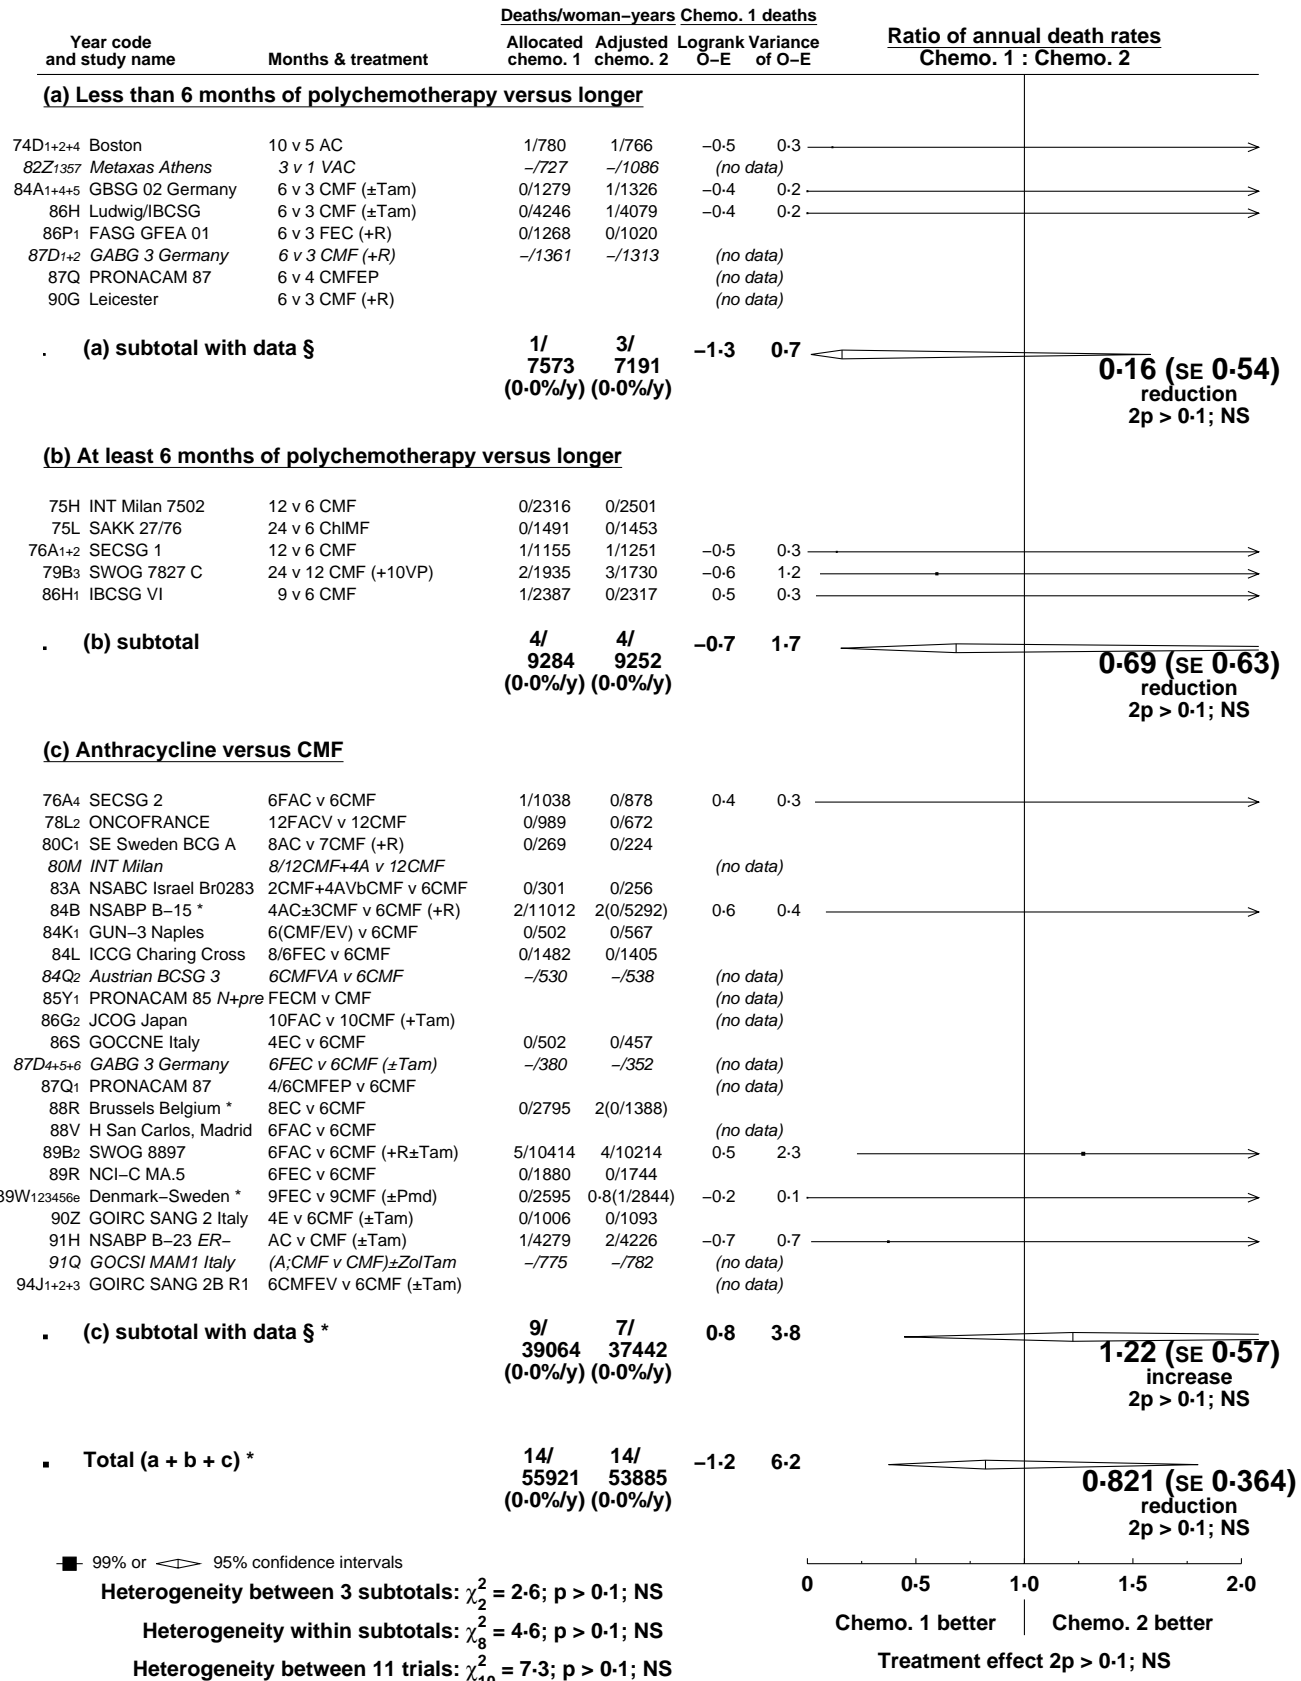 Deaths/woman–years Chemo. 1 deaths
Year code and study name Months & treatment Allocated chemo. 1 Adjusted chemo. 2 Logrank O–E Variance of O–E Ratio of annual death rates Chemo. 1 : Chemo. 2
(a) Less than 6 months of polychemotherapy versus longer
74D1+2+4 Boston 10 v 5 AC 1/780 1/766 –0·5 0·3
82Z1357 Metaxas Athens 3 v 1 VAC –/727 –/1086 (no data)
84A1+4+5 GBSG 02 Germany 6 v 3 CMF (±Tam) 0/1279 1/1326 –0·4 0·2
86H Ludwig/IBCSG 6 v 3 CMF (±Tam) 0/4246 1/4079 –0·4 0·2
86P1 FASG GFEA 01 6 v 3 FEC (+R) 0/1268 0/1020
87D1+2 GABG 3 Germany 6 v 3 CMF (+R) –/1361 –/1313 (no data)
87Q PRONACAM 87 6 v 4 CMFEP (no data)
90G Leicester 6 v 3 CMF (+R) (no data)
(a) subtotal with data § 1/ 3/ –1·3 0·7
7573 7191
(0·0%/y) (0·0%/y)
0·16 (SE 0·54)
reduction
2p > 0·1; NS
(b) At least 6 months of polychemotherapy versus longer
75H INT Milan 7502 12 v 6 CMF 0/2316 0/2501
75L SAKK 27/76 24 v 6 ChlMF 0/1491 0/1453
76A1+2 SECSG 1 12 v 6 CMF 1/1155 1/1251 –0·5 0·3
79B3 SWOG 7827 C 24 v 12 CMF (+10VP) 2/1935 3/1730 –0·6 1·2
86H1 IBCSG VI 9 v 6 CMF 1/2387 0/2317 0·5 0·3
(b) subtotal 4/ 4/ –0·7 1·7
9284 9252
(0·0%/y) (0·0%/y)
0·69 (SE 0·63)
reduction
2p > 0·1; NS
(c) Anthracycline versus CMF
76A4 SECSG 2 6FAC v 6CMF 1/1038 0/878 0·4 0·3
78L2 ONCOFRANCE 12FACV v 12CMF 0/989 0/672
80C1 SE Sweden BCG A 8AC v 7CMF (+R) 0/269 0/224
80M INT Milan 8/12CMF+4A v 12CMF (no data)
83A NSABC Israel Br0283 2CMF+4AVbCMF v 6CMF 0/301 0/256
84B NSABP B–15 * 4AC±3CMF v 6CMF (+R) 2/11012 2(0/5292) 0·6 0·4
84K1 GUN–3 Naples 6(CMF/EV) v 6CMF 0/502 0/567
84L ICCG Charing Cross 8/6FEC v 6CMF 0/1482 0/1405
84Q2 Austrian BCSG 3 6CMFVA v 6CMF –/530 –/538 (no data)
85Y1 PRONACAM 85 N+pre FECM v CMF (no data)
86G2 JCOG Japan 10FAC v 10CMF (+Tam) (no data)
86S GOCCNE Italy 4EC v 6CMF 0/502 0/457
87D4+5+6 GABG 3 Germany 6FEC v 6CMF (±Tam) –/380 –/352 (no data)
87Q1 PRONACAM 87 4/6CMFEP v 6CMF (no data)
88R Brussels Belgium * 8EC v 6CMF 0/2795 2(0/1388)
88V H San Carlos, Madrid 6FAC v 6CMF (no data)
89B2 SWOG 8897 6FAC v 6CMF (+R±Tam) 5/10414 4/10214 0·5 2·3
89R NCI–C MA.5 6FEC v 6CMF 0/1880 0/1744
89W123456e Denmark–Sweden * 9FEC v 9CMF (±Pmd) 0/2595 0·8(1/2844) –0·2 0·1
90Z GOIRC SANG 2 Italy 4E v 6CMF (±Tam) 0/1006 0/1093
91H NSABP B–23 ER– AC v CMF (±Tam) 1/4279 2/4226 –0·7 0·7
91Q GOCSI MAM1 Italy (A;CMF v CMF)±ZolTam –/775 –/782 (no data)
94J1+2+3 GOIRC SANG 2B R1 6CMFEV v 6CMF (±Tam) (no data)
(c) subtotal with data § * 9/ 7/ 0·8 3·8
39064 37442
(0·0%/y) (0·0%/y)
1·22 (SE 0·57)
increase
2p > 0·1; NS
Total (a + b + c) * 14/ 14/ –1·2 6·2
55921 53885
(0·0%/y) (0·0%/y)
0·821 (SE 0·364)
reduction
2p > 0·1; NS
99% or 95% confidence intervals
0 0·5 1·0 1·5 2·0
Heterogeneity between 3 subtotals: χ²₂ = 2·6; p > 0·1; NS
Chemo. 1 better Chemo. 2 better
Heterogeneity within subtotals: χ²₈ = 4·6; p > 0·1; NS
Treatment effect 2p > 0·1; NS
Heterogeneity between 11 trials: χ²₁₀ = 7·3; p > 0·1; NS